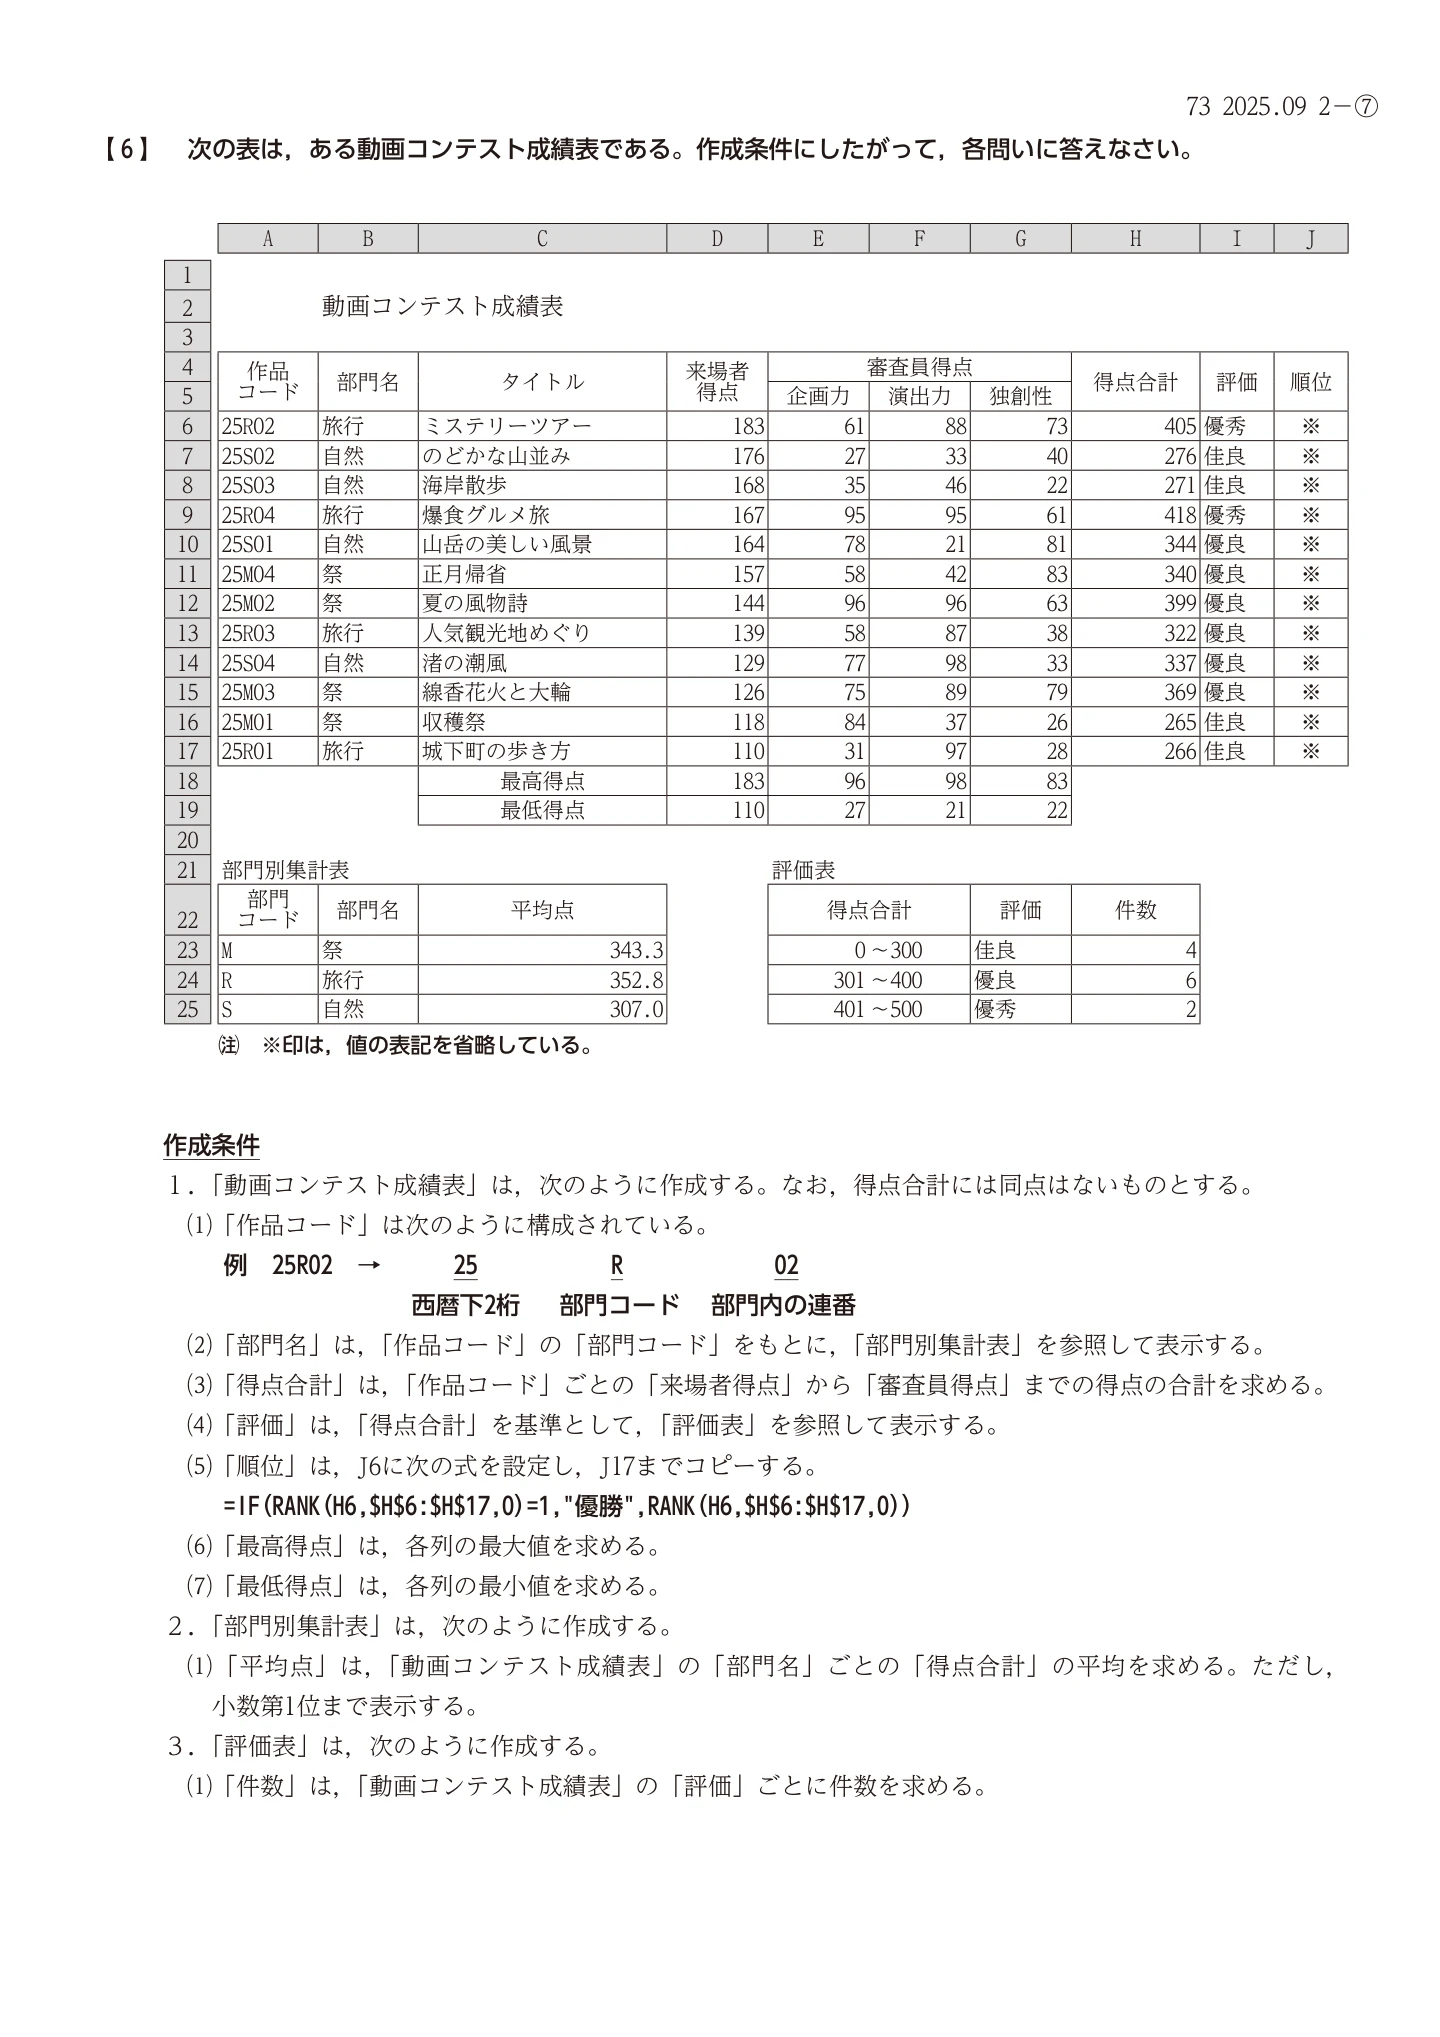 73 2025.09 2－⑦
【6】 次の表は，ある動画コンテスト成績表である。作成条件にしたがって，各問いに答えなさい。
A B C D E F G H I J
1
2 動画コンテスト成績表
3
4 作品コード 部門名 タイトル 来場者得点 審査員得点 得点合計 評価 順位
5 企画力 演出力 独創性
6 25R02 旅行 ミステリーツアー 183 61 88 73 405 優秀 ※
7 25S02 自然 のどかな山並み 176 27 33 40 276 佳良 ※
8 25S03 自然 海岸散歩 168 35 46 22 271 佳良 ※
9 25R04 旅行 爆食グルメ旅 167 95 95 61 418 優秀 ※
10 25S01 自然 山岳の美しい風景 164 78 21 81 344 優良 ※
11 25M04 祭 正月帰省 157 58 42 83 340 優良 ※
12 25M02 祭 夏の風物詩 144 96 96 63 399 優良 ※
13 25R03 旅行 人気観光地めぐり 139 58 87 38 322 優良 ※
14 25S04 自然 渚の潮風 129 77 98 33 337 優良 ※
15 25M03 祭 線香花火と大輪 126 75 89 79 369 優良 ※
16 25M01 祭 収穫祭 118 84 37 26 265 佳良 ※
17 25R01 旅行 城下町の歩き方 110 31 97 28 266 佳良 ※
18 最高得点 183 96 98 83
19 最低得点 110 27 21 22
20
21 部門別集計表 評価表
22 部門コード 部門名 平均点 得点合計 評価 件数
23 M 祭 343.3 0～300 佳良 4
24 R 旅行 352.8 301～400 優良 6
25 S 自然 307.0 401～500 優秀 2
㊟ ※印は，値の表記を省略している。
作成条件
１．「動画コンテスト成績表」は，次のように作成する。なお，得点合計には同点はないものとする。
⑴「作品コード」は次のように構成されている。
例 25R02 → 25 R 02
西暦下2桁 部門コード 部門内の連番
⑵「部門名」は，「作品コード」の「部門コード」をもとに，「部門別集計表」を参照して表示する。
⑶「得点合計」は，「作品コード」ごとの「来場者得点」から「審査員得点」までの得点の合計を求める。
⑷「評価」は，「得点合計」を基準として，「評価表」を参照して表示する。
⑸「順位」は，J6に次の式を設定し，J17までコピーする。
=IF(RANK(H6,$H$6:$H$17,0)=1,"優勝",RANK(H6,$H$6:$H$17,0))
⑹「最高得点」は，各列の最大値を求める。
⑺「最低得点」は，各列の最小値を求める。
２．「部門別集計表」は，次のように作成する。
⑴「平均点」は，「動画コンテスト成績表」の「部門名」ごとの「得点合計」の平均を求める。ただし，
小数第1位まで表示する。
３．「評価表」は，次のように作成する。
⑴「件数」は，「動画コンテスト成績表」の「評価」ごとに件数を求める。